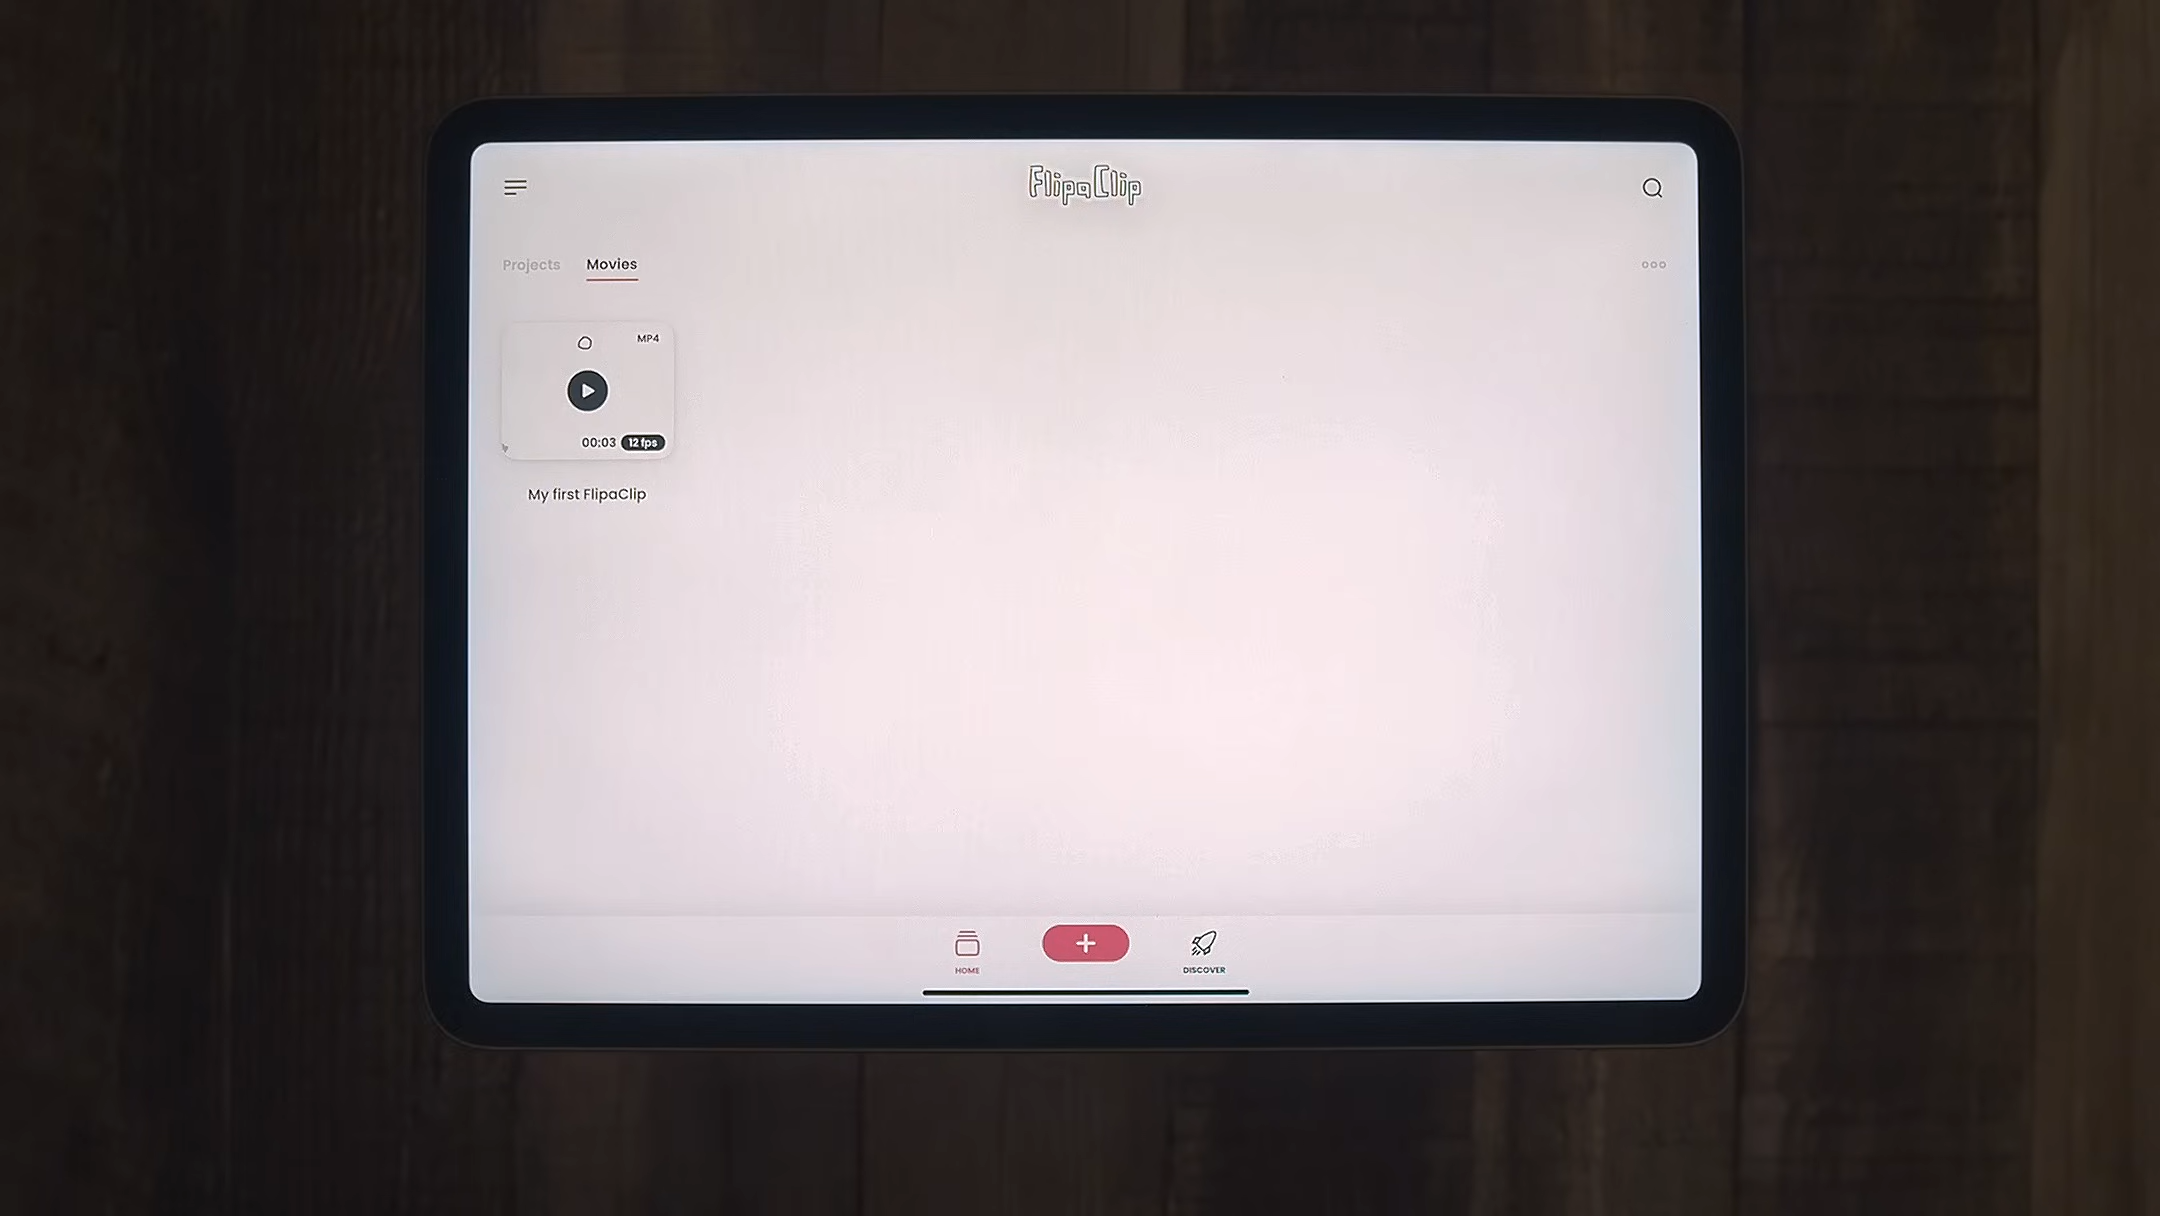 FlipaClip
Projects Movies
MP4
00:03 12 fps
My first FlipaClip
HOME
DISCOVER